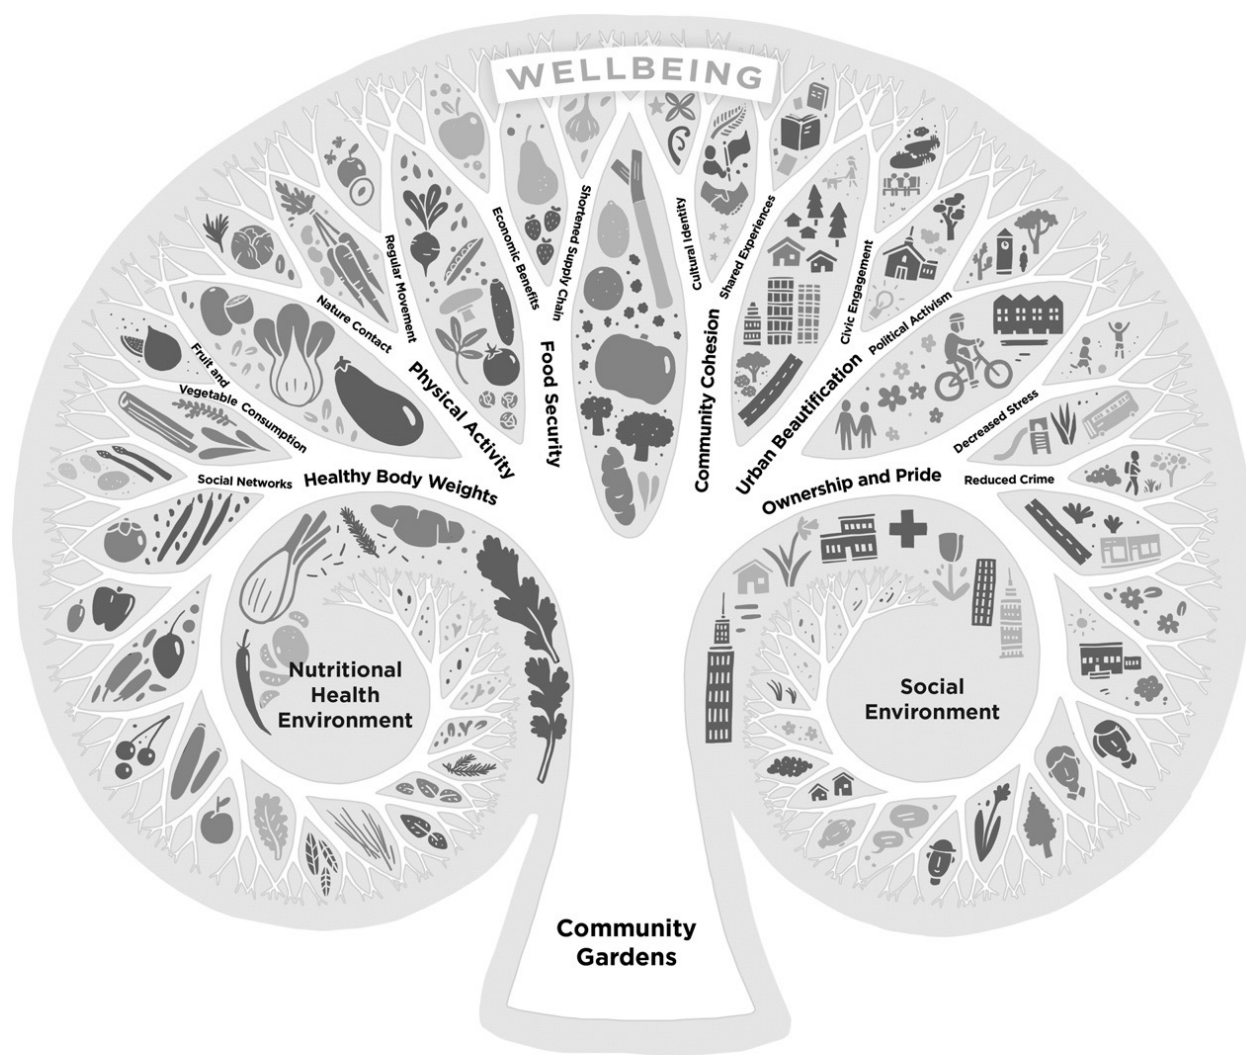 WELLBEING
Shortened Supply Chain
Economic Benefits
Food Security
Regular Movement
Nature Contact
Physical Activity
Fruit and
Vegetable Consumption
Social Networks
Healthy Body Weights
Cultural Identity
Shared Experiences
Community Cohesion
Civic Engagement
Political Activism
Urban Beautification
Decreased Stress
Reduced Crime
Ownership and Pride
Nutritional
Health
Environment
Social
Environment
Community
Gardens